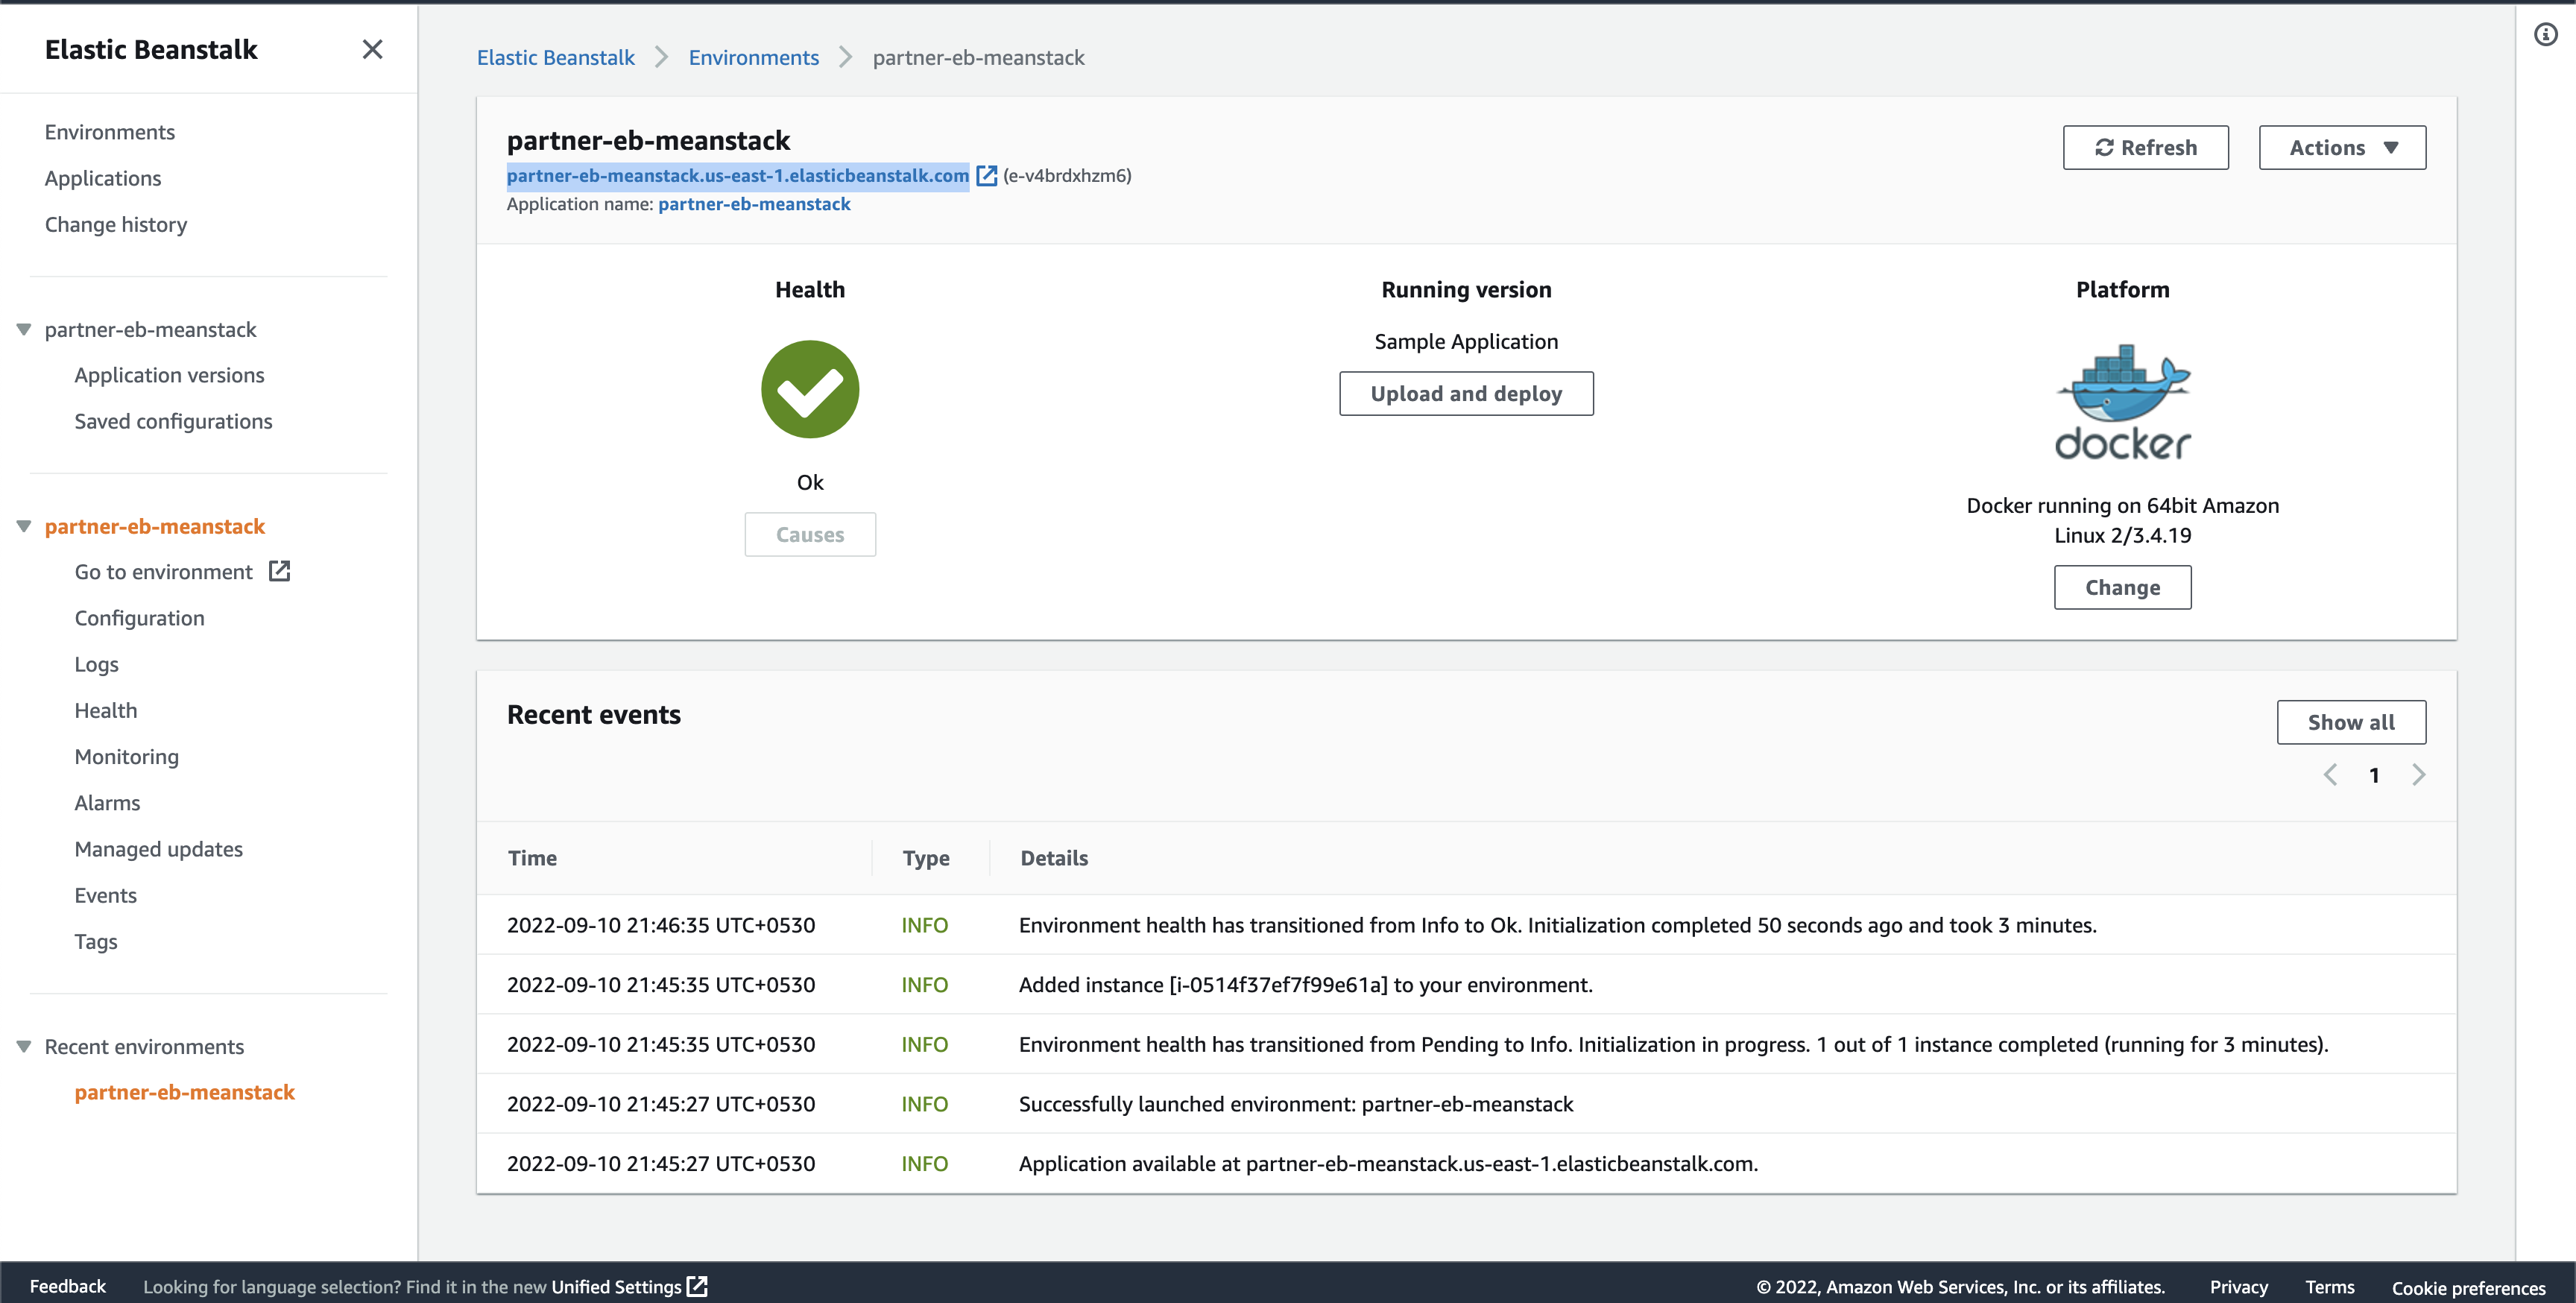 Elastic Beanstalk
Environments
Applications
Change history
partner-eb-meanstack
Application versions
Saved configurations
partner-eb-meanstack
Go to environment
Configuration
Logs
Health
Monitoring
Alarms
Managed updates
Events
Tags
Recent environments
partner-eb-meanstack
Elastic Beanstalk Environments partner-eb-meanstack
partner-eb-meanstack
partner-eb-meanstack.us-east-1.elasticbeanstalk.com (e-v4brdxhzm6)
Application name: partner-eb-meanstack
Refresh
Actions
Health
Ok
Causes
Running version
Sample Application
Upload and deploy
Platform
docker
Docker running on 64bit Amazon
Linux 2/3.4.19
Change
Recent events
Show all
1
Time Type Details
2022-09-10 21:46:35 UTC+0530 INFO Environment health has transitioned from Info to Ok. Initialization completed 50 seconds ago and took 3 minutes.
2022-09-10 21:45:35 UTC+0530 INFO Added instance [i-0514f37ef7f99e61a] to your environment.
2022-09-10 21:45:35 UTC+0530 INFO Environment health has transitioned from Pending to Info. Initialization in progress. 1 out of 1 instance completed (running for 3 minutes).
2022-09-10 21:45:27 UTC+0530 INFO Successfully launched environment: partner-eb-meanstack
2022-09-10 21:45:27 UTC+0530 INFO Application available at partner-eb-meanstack.us-east-1.elasticbeanstalk.com.
Feedback Looking for language selection? Find it in the new Unified Settings © 2022, Amazon Web Services, Inc. or its affiliates. Privacy Terms Cookie preferences